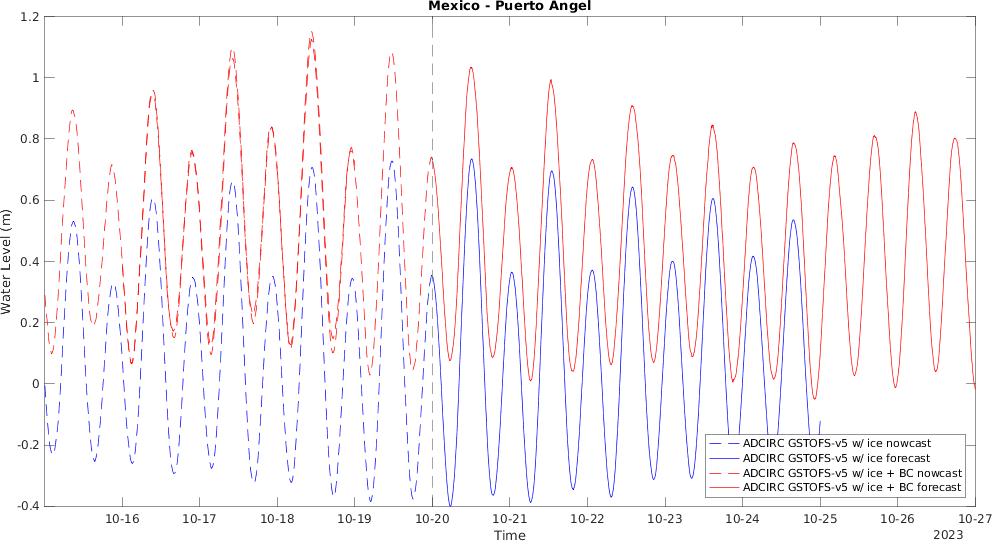 Mexico - Puerto Angel
Water Level (m)
1.2
1
0.8
0.6
0.4
0.2
0
-0.2
-0.4
ADCIRC GSTOFS-v5 w/ ice nowcast
ADCIRC GSTOFS-v5 w/ ice forecast
ADCIRC GSTOFS-v5 w/ ice + BC nowcast
ADCIRC GSTOFS-v5 w/ ice + BC forecast
10-16 10-17 10-18 10-19 10-20 10-21 10-22 10-23 10-24 10-25 10-26 10-27
Time
2023